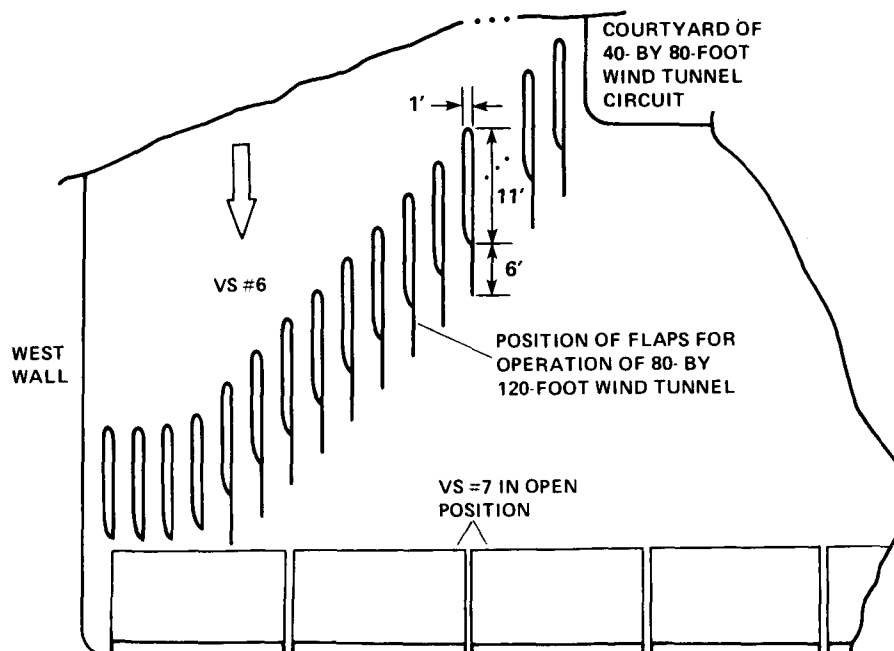 COURTYARD OF
40- BY 80-FOOT
WIND TUNNEL
CIRCUIT
1'
11'
6'
VS #6
WEST
WALL
POSITION OF FLAPS FOR
OPERATION OF 80- BY
120-FOOT WIND TUNNEL
VS =7 IN OPEN
POSITION